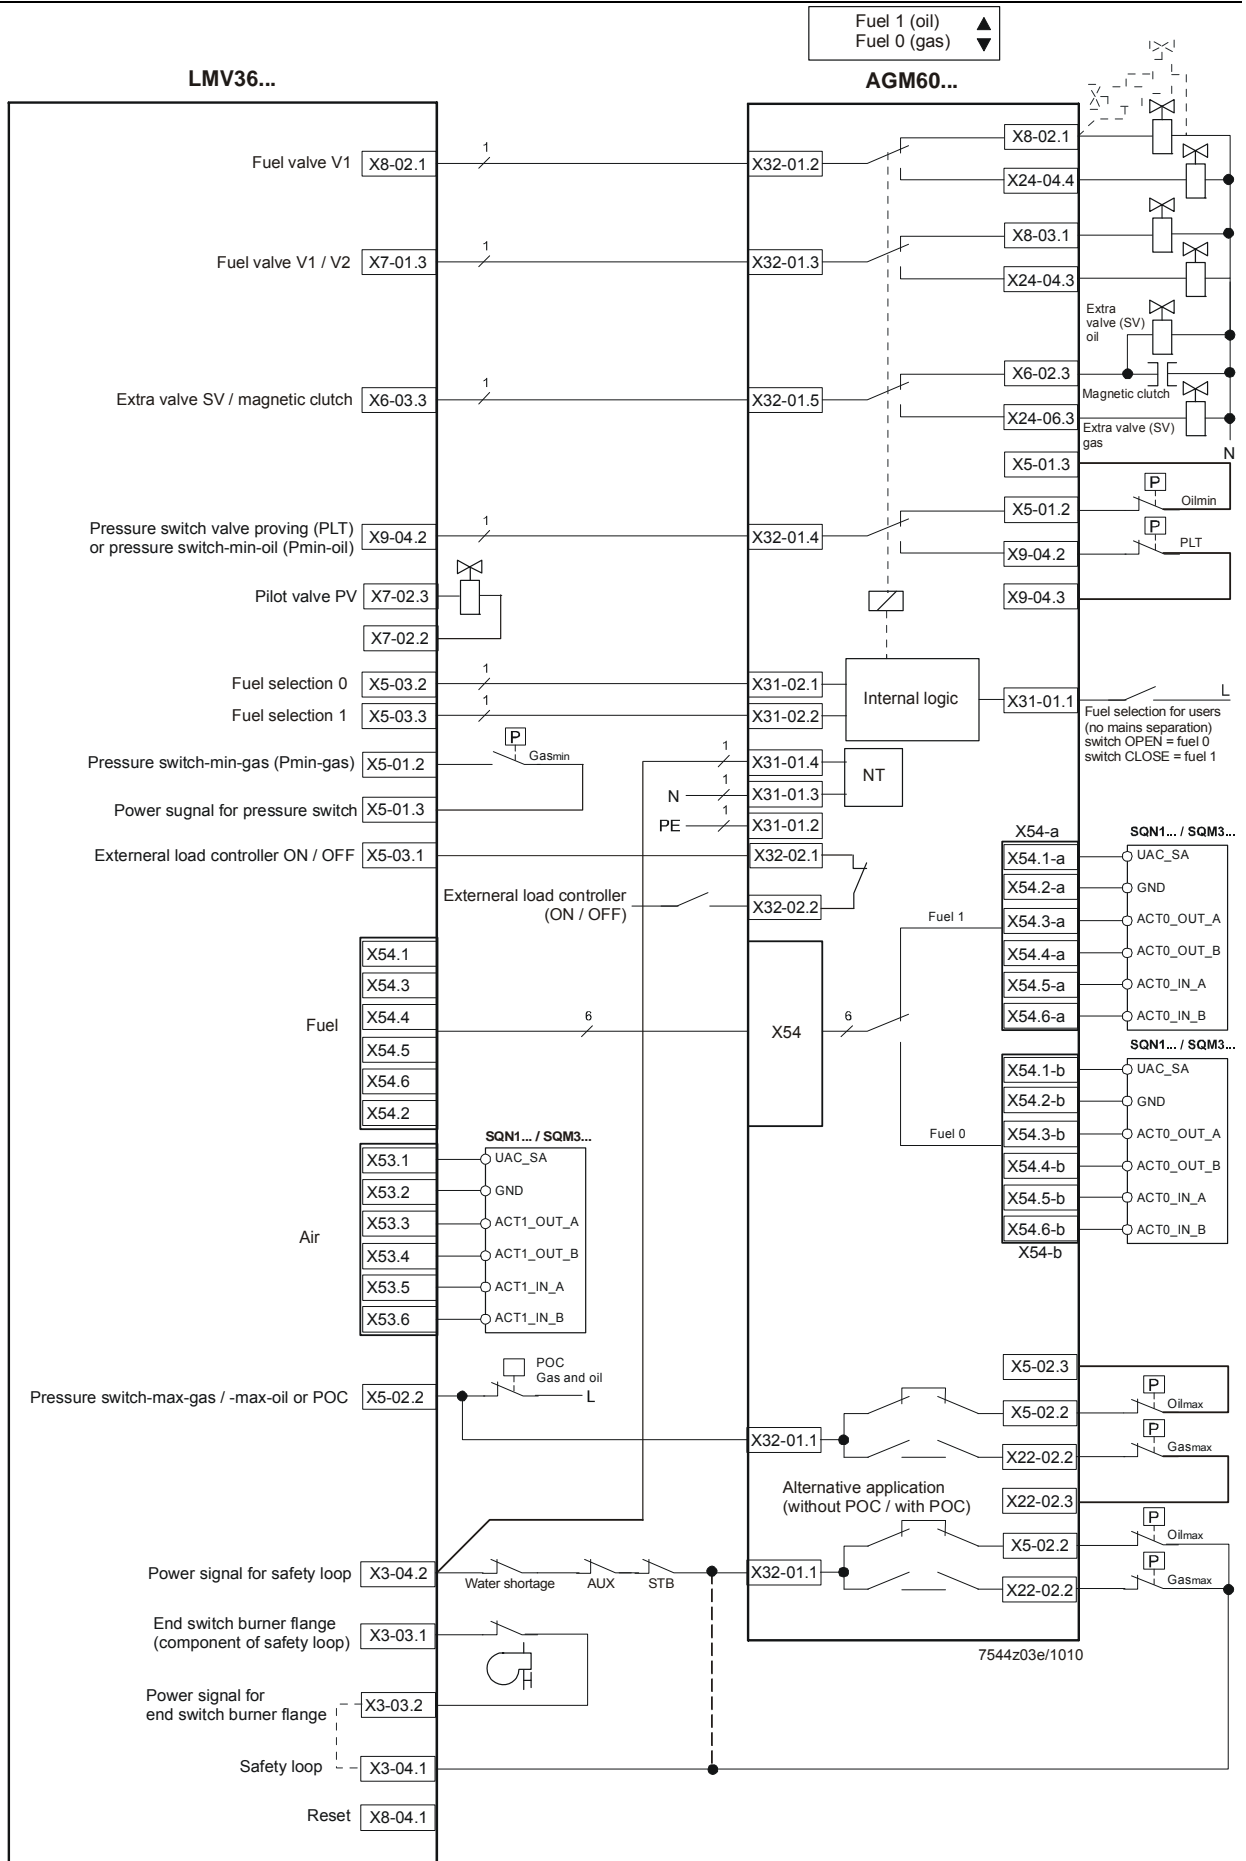 Fuel 1 (oil) ▲
Fuel 0 (gas) ▼
LMV36...
AGM60...
Fuel valve V1
X8-02.1
1
X32-01.2
X8-02.1
X24-04.4
Fuel valve V1 / V2
X7-01.3
1
X32-01.3
X8-03.1
X24-04.3
Extra
valve (SV)
oil
Extra valve SV / magnetic clutch
X6-03.3
1
X32-01.5
X6-02.3
Magnetic clutch
X24-06.3
Extra valve (SV)
gas
N
X5-01.3
P
Pressure switch valve proving (PLT)
or pressure switch-min-oil (Pmin-oil)
X9-04.2
1
X32-01.4
X5-01.2
Oilmin
P
X9-04.2
PLT
Pilot valve PV
X7-02.3
X9-04.3
X7-02.2
Fuel selection 0
X5-03.2
1
X31-02.1
Internal logic
X31-01.1
L
Fuel selection 1
X5-03.3
1
X31-02.2
Fuel selection for users
(no mains separation)
switch OPEN = fuel 0
switch CLOSE = fuel 1
P
Gasmin
Pressure switch-min-gas (Pmin-gas)
X5-01.2
1
X31-01.4
NT
N
1
X31-01.3
Power sugnal for pressure switch
X5-01.3
PE
1
X31-01.2
Externeral load controller ON / OFF
X5-03.1
X32-02.1
Externeral load controller
(ON / OFF)
X32-02.2
X54-a
SQN1... / SQM3...
X54.1-a
UAC_SA
X54.2-a
GND
Fuel 1
X54.3-a
ACT0_OUT_A
X54.4-a
ACT0_OUT_B
X54.5-a
ACT0_IN_A
X54.6-a
ACT0_IN_B
Fuel
X54.1
X54.3
X54.4
X54.5
X54.6
X54.2
6
X54
6
SQN1... / SQM3...
X54.1-b
UAC_SA
X54.2-b
GND
Fuel 0
X54.3-b
ACT0_OUT_A
X54.4-b
ACT0_OUT_B
X54.5-b
ACT0_IN_A
X54.6-b
ACT0_IN_B
X54-b
SQN1... / SQM3...
Air
X53.1
UAC_SA
X53.2
GND
X53.3
ACT1_OUT_A
X53.4
ACT1_OUT_B
X53.5
ACT1_IN_A
X53.6
ACT1_IN_B
POC
Gas and oil
L
Pressure switch-max-gas / -max-oil or POC
X5-02.2
X32-01.1
X5-02.3
P
X5-02.2
Oilmax
P
X22-02.2
Gasmax
X22-02.3
Alternative application
(without POC / with POC)
P
X5-02.2
Oilmax
P
X22-02.2
Gasmax
Power signal for safety loop
X3-04.2
Water shortage
AUX
STB
X32-01.1
End switch burner flange
(component of safety loop)
X3-03.1
7544z03e/1010
Power signal for
end switch burner flange
X3-03.2
Safety loop
X3-04.1
Reset
X8-04.1